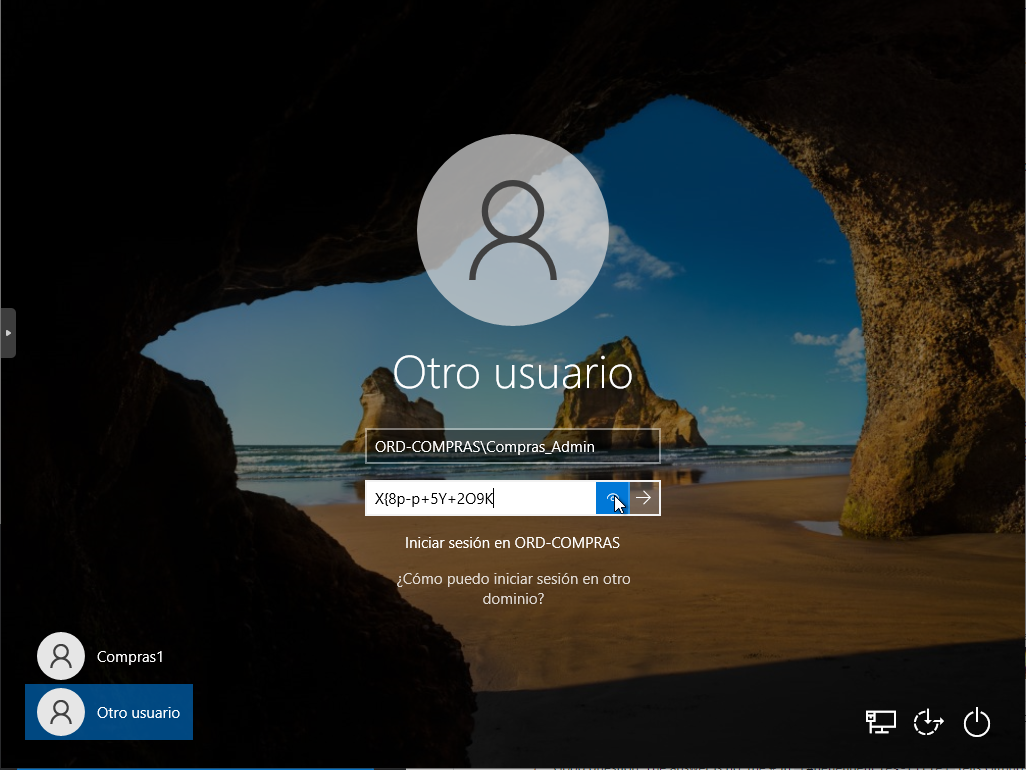 Otro usuario
ORD-COMPRAS\Compras_Admin
X{8p-p+5Y+2O9K
Iniciar sesión en ORD-COMPRAS
¿Cómo puedo iniciar sesión en otro
dominio?
Compras1
Otro usuario